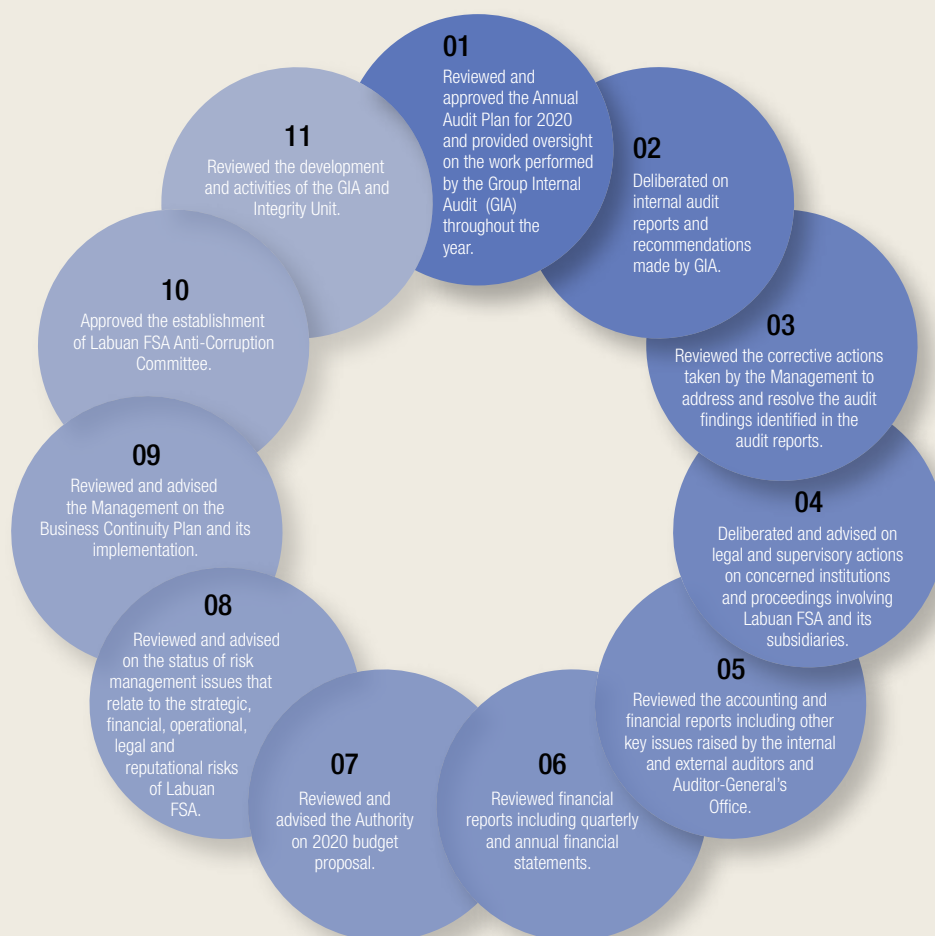 01
Reviewed and
approved the Annual
Audit Plan for 2020
and provided oversight
on the work performed
by the Group Internal
Audit (GIA)
throughout the
year.
02
Deliberated on
internal audit
reports and
recommendations
made by GIA.
03
Reviewed the corrective actions
taken by the Management to
address and resolve the audit
findings identified in the
audit reports.
04
Deliberated and advised on
legal and supervisory actions
on concerned institutions
and proceedings involving
Labuan FSA and its
subsidiaries.
05
Reviewed the accounting and
financial reports including other
key issues raised by the internal
and external auditors and
Auditor-General's
Office.
06
Reviewed financial
reports including quarterly
and annual financial
statements.
07
Reviewed and
advised the Authority
on 2020 budget
proposal.
08
Reviewed and advised
on the status of risk
management issues that
relate to the strategic,
financial, operational,
legal and
reputational risks
of Labuan
FSA.
09
Reviewed and advised
the Management on the
Business Continuity Plan and its
implementation.
10
Approved the establishment
of Labuan FSA Anti-Corruption
Committee.
11
Reviewed the development
and activities of the GIA and
Integrity Unit.